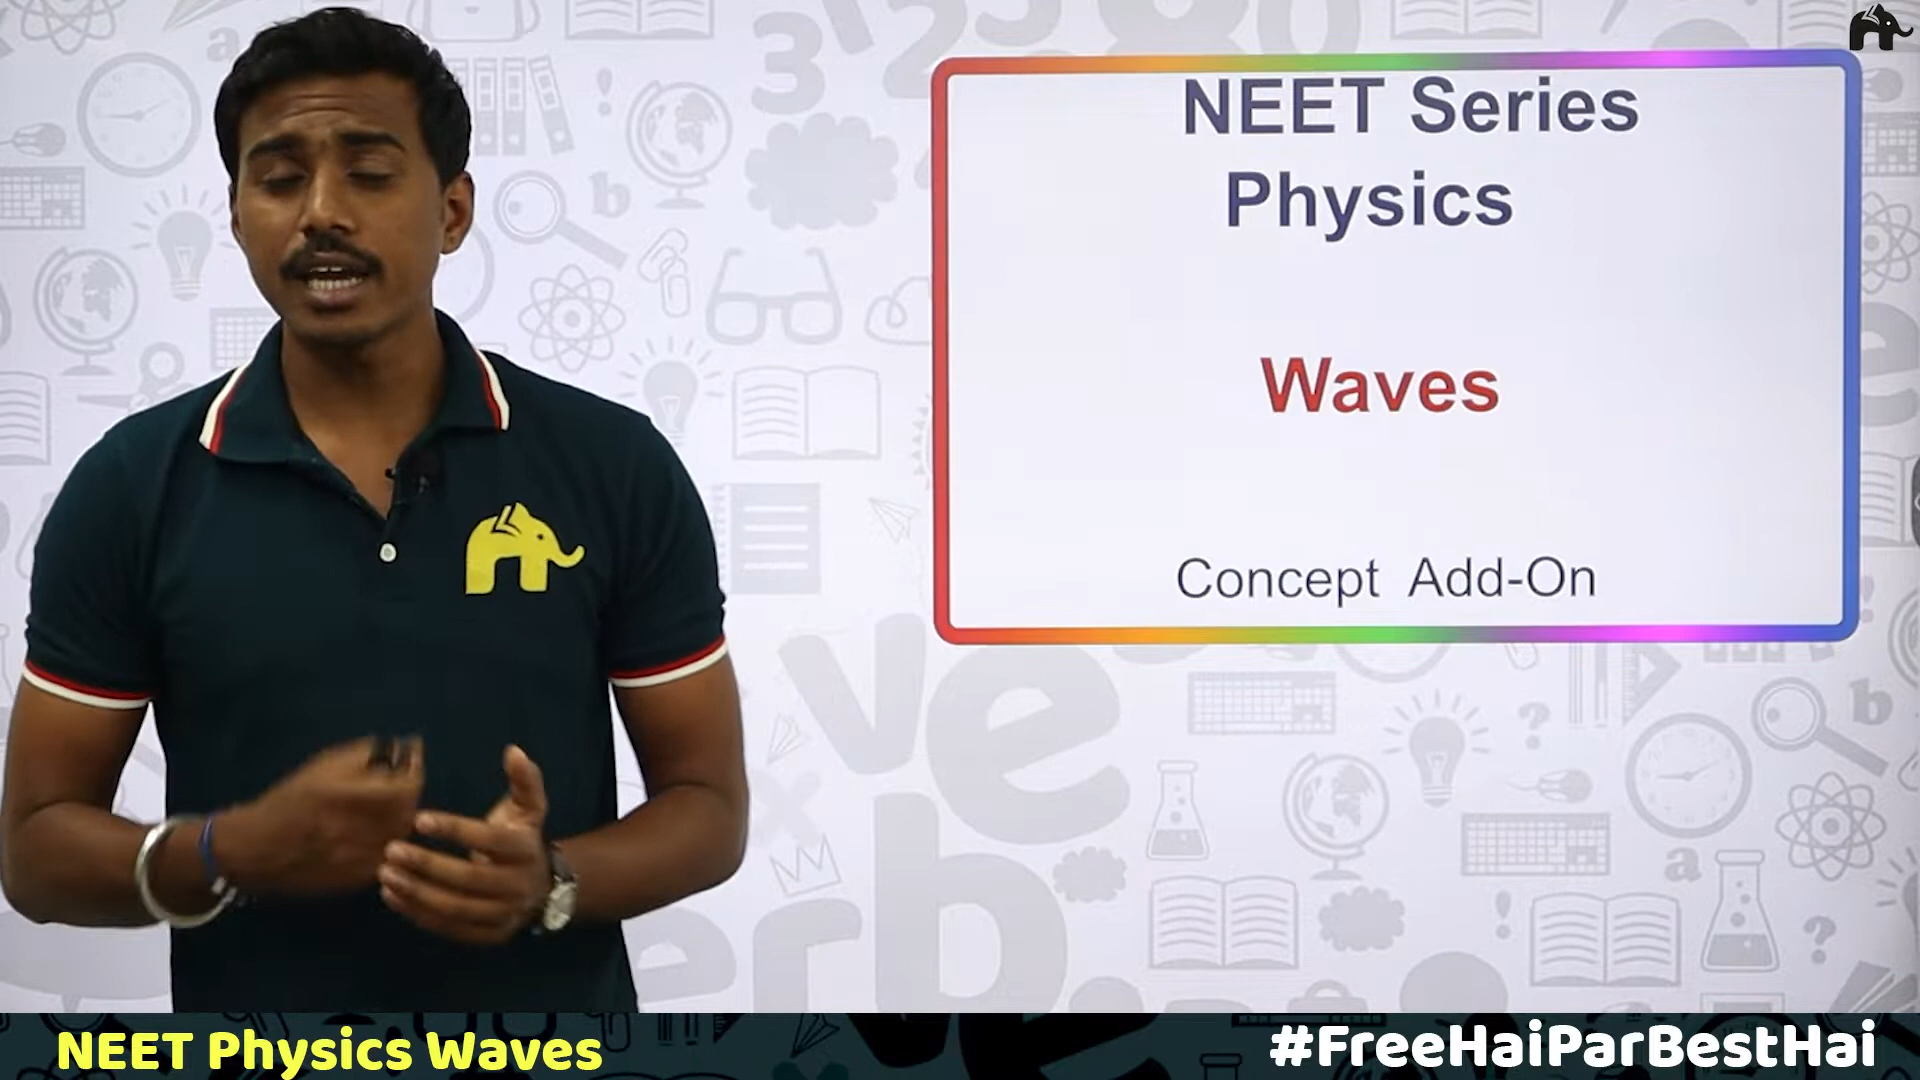 NEET Series
Physics
Waves
Concept Add-On
NEET Physics Waves
#FreeHaiParBestHai